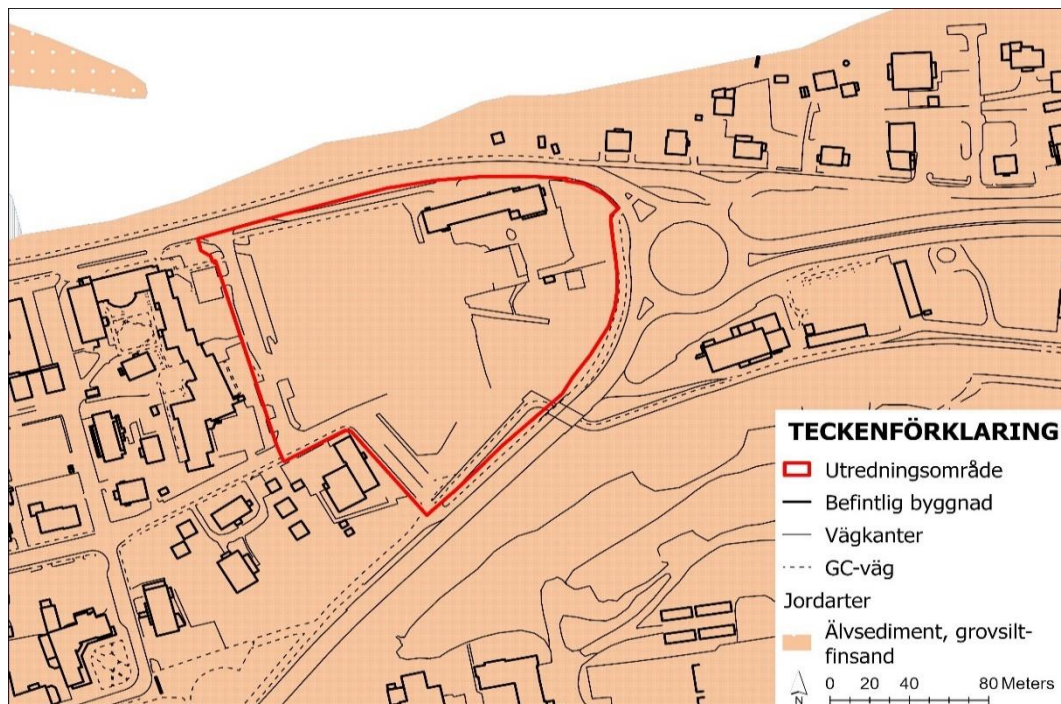 TECKENFÖRKLARING
Utredningsområde
Befintlig byggnad
Vägkanter
GC-väg
Jordarter
Älvsediment, grovsilt-
finsand
N
0 20 40 80 Meters